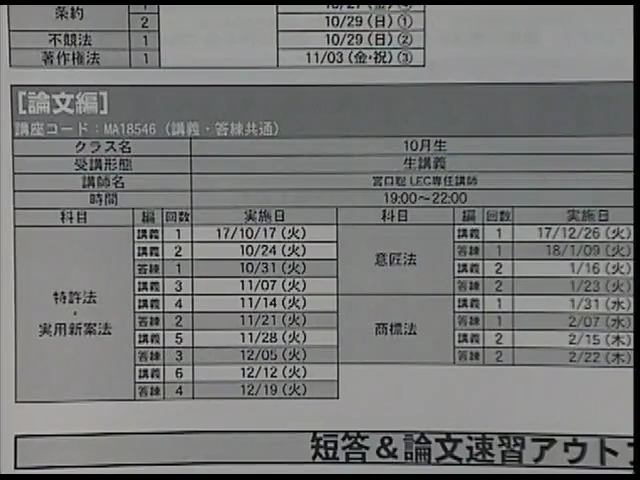 条約
10/27（金）
2 10/29（日）①
不競法 1 10/29（日）②
著作権法 1 11/03（金・祝）③
［論文編］
講座コード：MA18546（講義・答練共通）
クラス名 10月生
受講形態 生講義
講師名 宮口聡 LEC専任講師
時間 19:00～22:00
科目 編 回数 実施日 科目 編 回数 実施日
特許法・実用新案法 意匠法 商標法
講義 1 17/10/17（火） 講義 1 17/12/26（火）
講義 2 10/24（火） 答練 1 18/1/09（火）
答練 1 10/31（火） 講義 2 1/16（火）
講義 3 11/07（火） 答練 2 1/23（火）
講義 4 11/14（火） 講義 1 1/31（水）
答練 2 11/21（火） 答練 1 2/07（水）
講義 5 11/28（火） 講義 2 2/15（木）
答練 3 12/05（火） 答練 2 2/22（木）
講義 6 12/12（火）
答練 4 12/19（火）
短答＆論文速習アウト